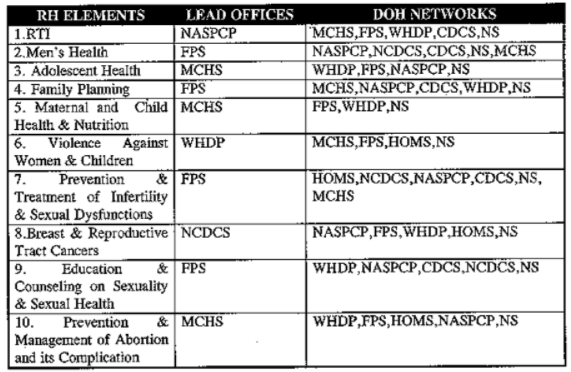 RH ELEMENTS LEAD OFFICES DOH NETWORKS
1.RTI NASPCP MCHS,FPS,WHDP,CDCS,NS
2.Men's Health FPS NASPCP,NCDCS,CDCS,NS,MCHS
3. Adolescent Health MCHS WHDP,FPS,NASPCP,NS
4. Family Planning FPS MCHS,NASPCP,CDCS,WHDP,NS
5. Maternal and Child MCHS FPS,WHDP,NS
Health & Nutrition
6. Violence Against WHDP MCHS,FPS,HOMS,NS
Women & Children
7. Prevention & FPS HOMS,NCDCS,NASPCP,CDCS,NS,
Treatment of Infertility MCHS
& Sexual Dysfunctions
8.Breast & Reproductive NCDCS NASPCP,FPS,WHDP,HOMS,NS
Tract Cancers
9. Education & FPS WHDP,NASPCP,CDCS,NCDCS,NS
Counseling on Sexuality
& Sexual Health
10. Prevention & MCHS WHDP,FPS,HOMS,NASPCP,NS
Management of Abortion
and its Complication